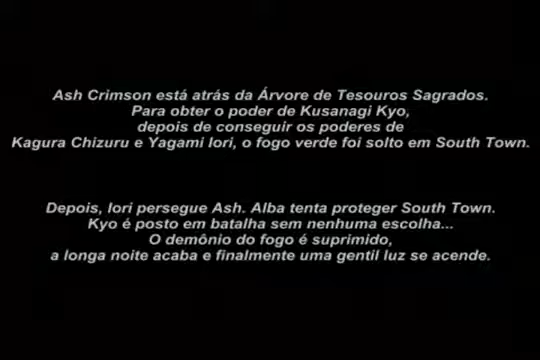 Ash Crimson está atrás da Árvore de Tesouros Sagrados.
Para obter o poder de Kusanagi Kyo,
depois de conseguir os poderes de
Kagura Chizuru e Yagami Iori, o fogo verde foi solto em South Town.
Depois, Iori persegue Ash. Alba tenta proteger South Town.
Kyo é posto em batalha sem nenhuma escolha...
O demônio do fogo é suprimido,
a longa noite acaba e finalmente uma gentil luz se acende.